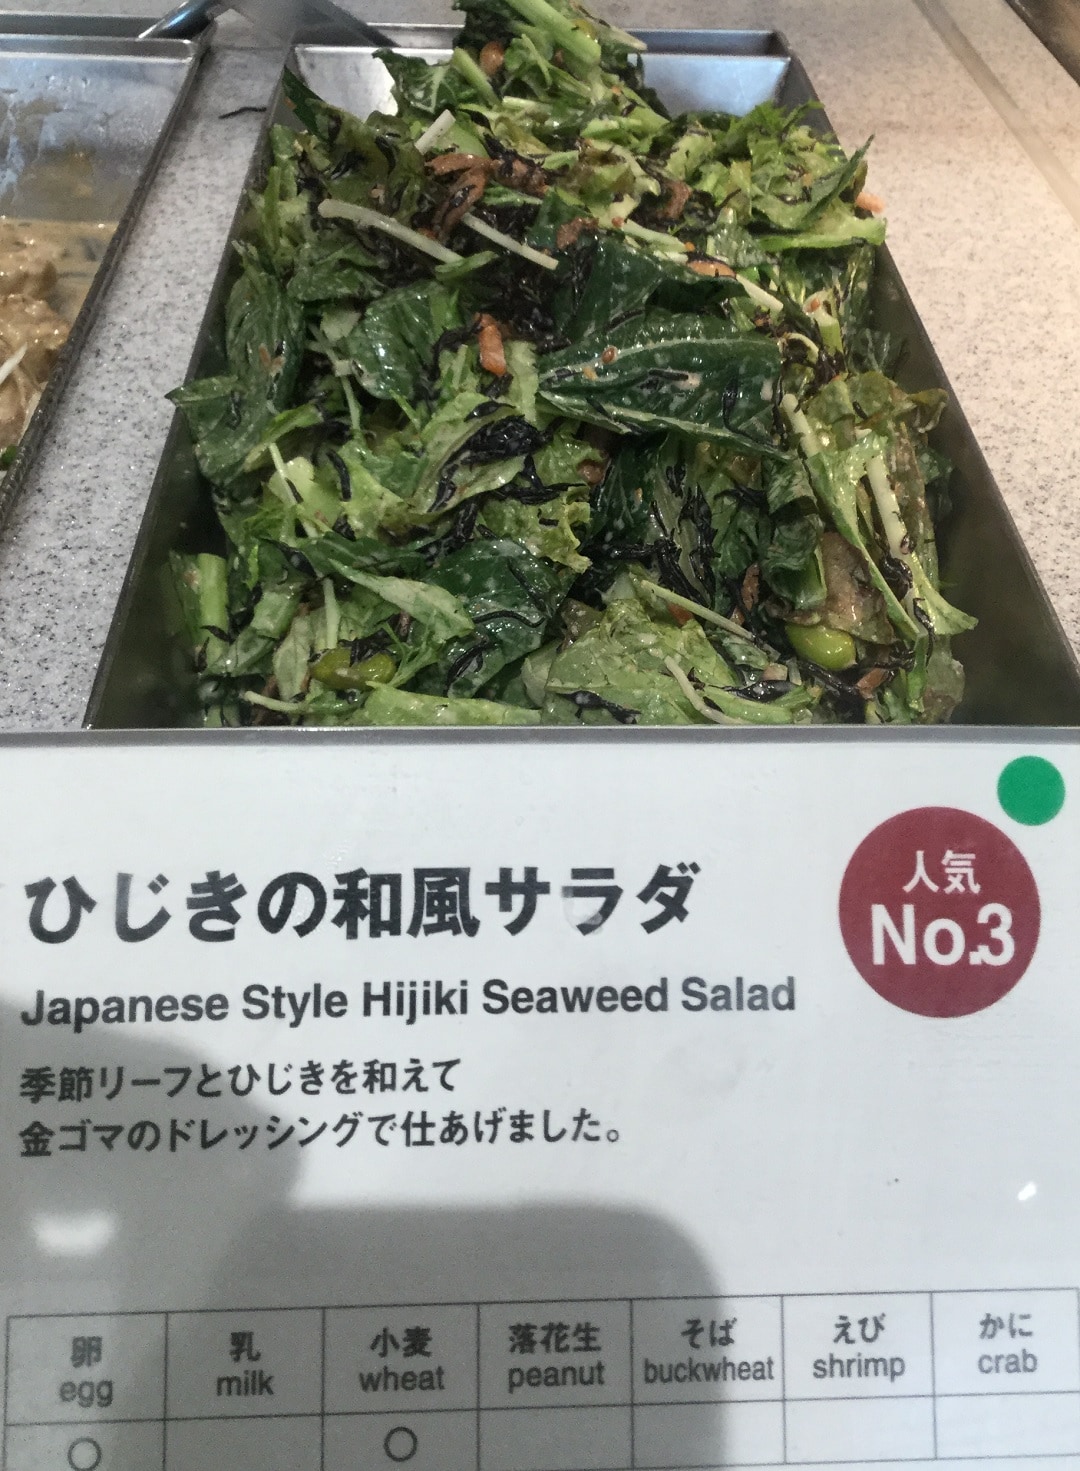 ひじきの和風サラダ
人気
No.3
Japanese Style Hijiki Seaweed Salad
季節リーフとひじきを和えて
金ゴマのドレッシングで仕あげました。
卵 乳 小麦 落花生 そば えび かに
egg milk wheat peanut buckwheat shrimp crab
○ ○